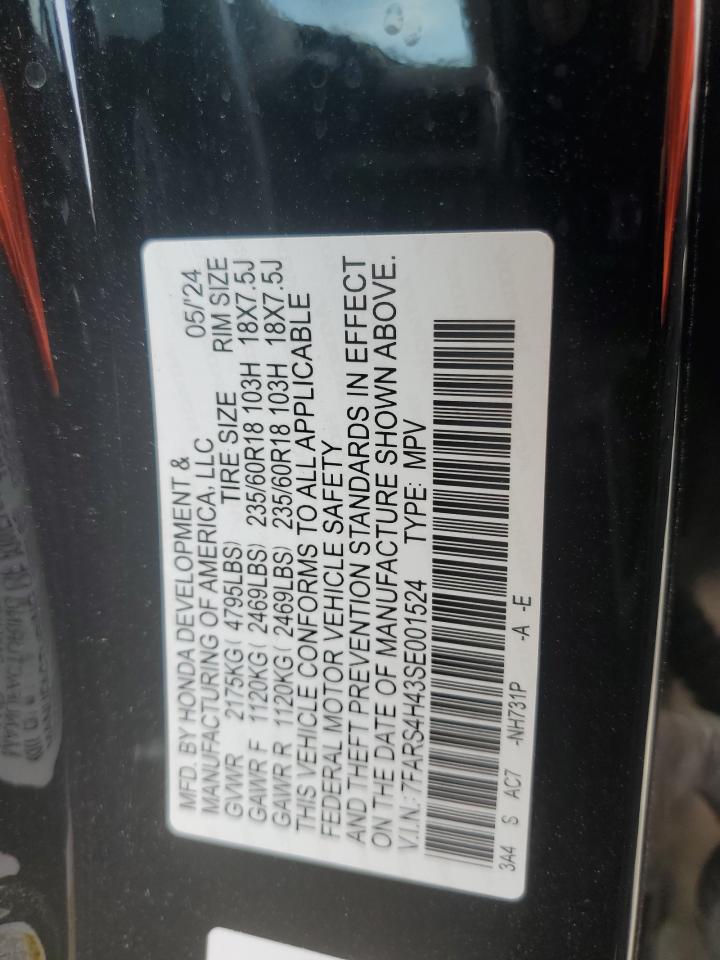 MFD. BY HONDA DEVELOPMENT &
MANUFACTURING OF AMERICA, LLC 05/'24
GVWR 2175KG( 4795LBS) TIRE SIZE RIM SIZE
GAWR F 1120KG( 2469LBS) 235/60R18 103H 18X7.5J
GAWR R 1120KG( 2469LBS) 235/60R18 103H 18X7.5J
THIS VEHICLE CONFORMS TO ALL APPLICABLE
FEDERAL MOTOR VEHICLE SAFETY
AND THEFT PREVENTION STANDARDS IN EFFECT
ON THE DATE OF MANUFACTURE SHOWN ABOVE.
V.I.N.: 7FARS4H43SE001524 TYPE: MPV
3A4 S AC7 -NH731P -A -E